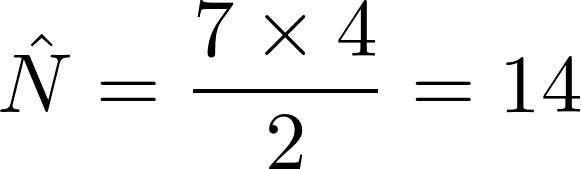 N̂ = (7 × 4)/2 = 14